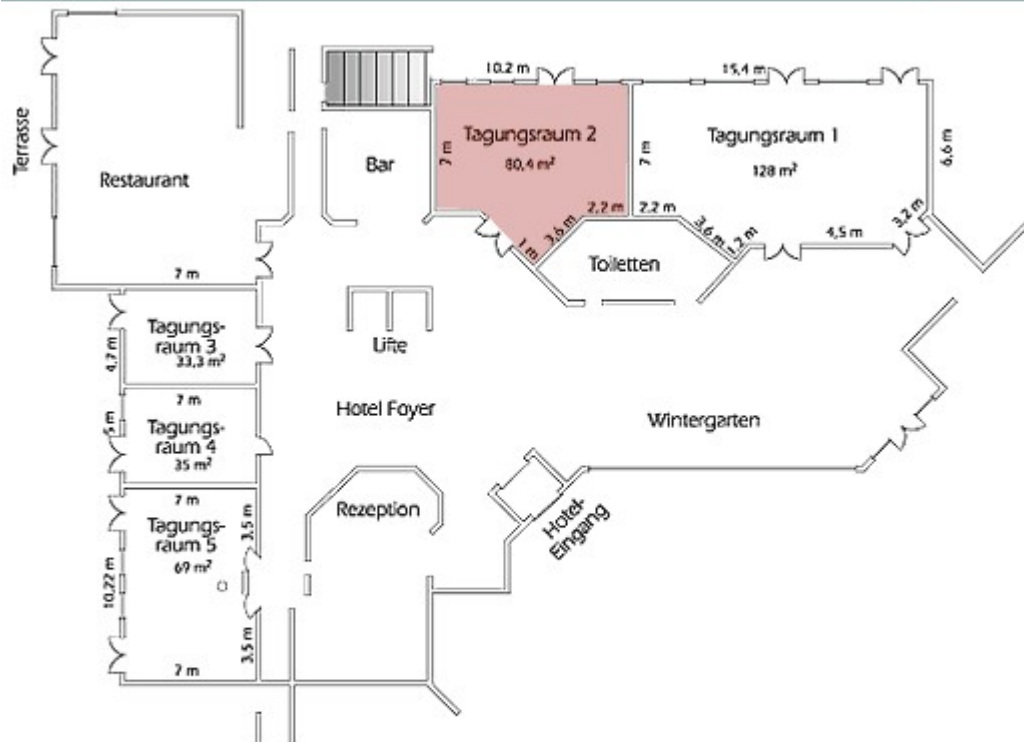 10,2 m
15,4 m
Terrasse
Restaurant
Bar
7 m
Tagungsraum 2
80,4 m²
7 m
Tagungsraum 1
128 m²
6,6 m
2,2 m
2,2 m
3,6 m
1 m
3,6 m
1,2 m
4,5 m
3,2 m
Toiletten
7 m
Tagungs-
raum 3
33,3 m²
4,7 m
Lifte
7 m
Tagungs-
raum 4
35 m²
5 m
Hotel Foyer
Wintergarten
7 m
Tagungs-
raum 5
69 m²
3,5 m
10,22 m
3,5 m
7 m
Rezeption
Hotel-
Eingang